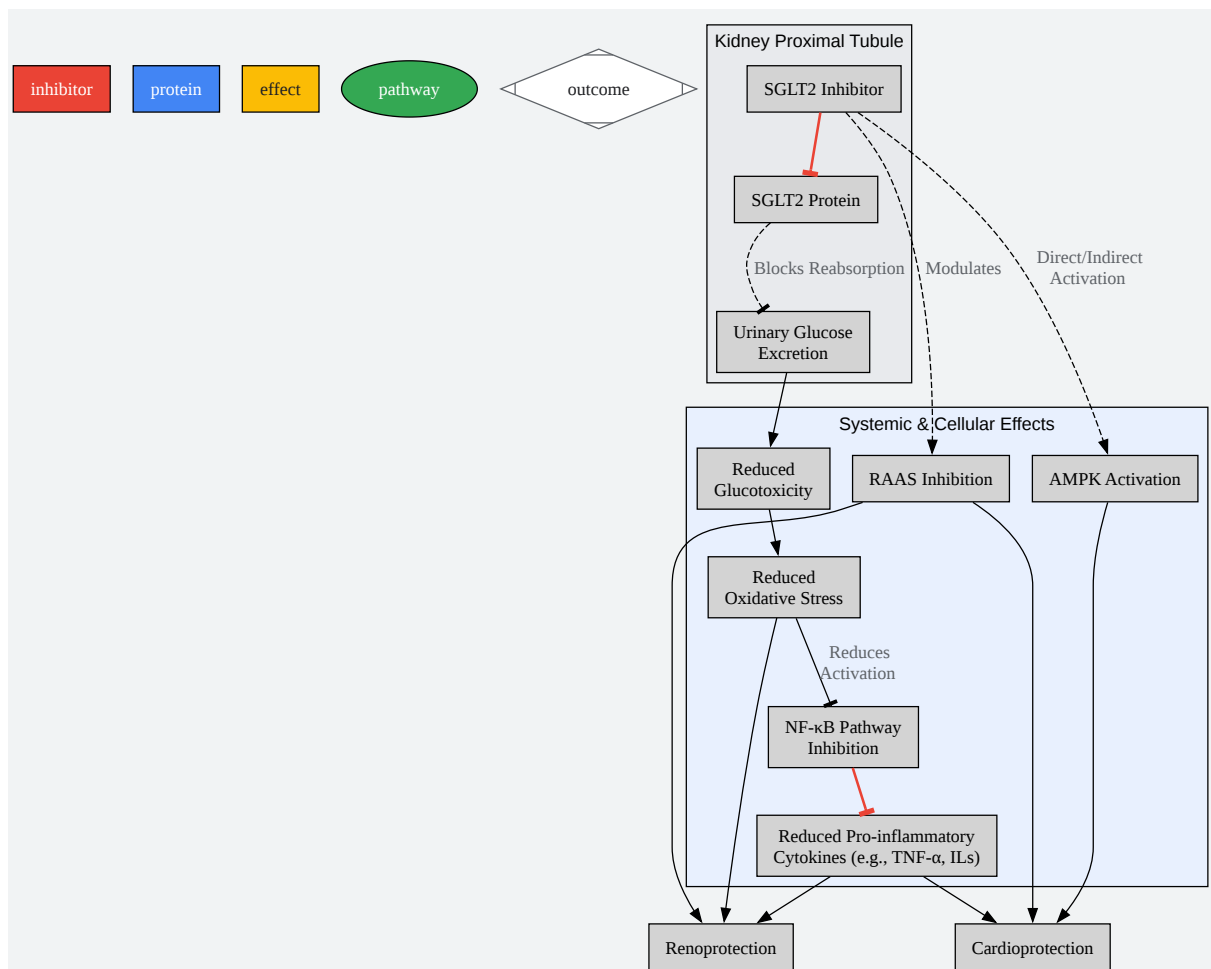 Kidney Proximal Tubule
inhibitor
protein
effect
pathway
outcome
SGLT2 Inhibitor
SGLT2 Protein
Blocks Reabsorption
Modulates
Direct/Indirect
Activation
Urinary Glucose
Excretion
Systemic & Cellular Effects
Reduced
Glucotoxicity
RAAS Inhibition
AMPK Activation
Reduced
Oxidative Stress
Reduces
Activation
NF-κB Pathway
Inhibition
Reduced Pro-inflammatory
Cytokines (e.g., TNF-α, ILs)
Renoprotection
Cardioprotection